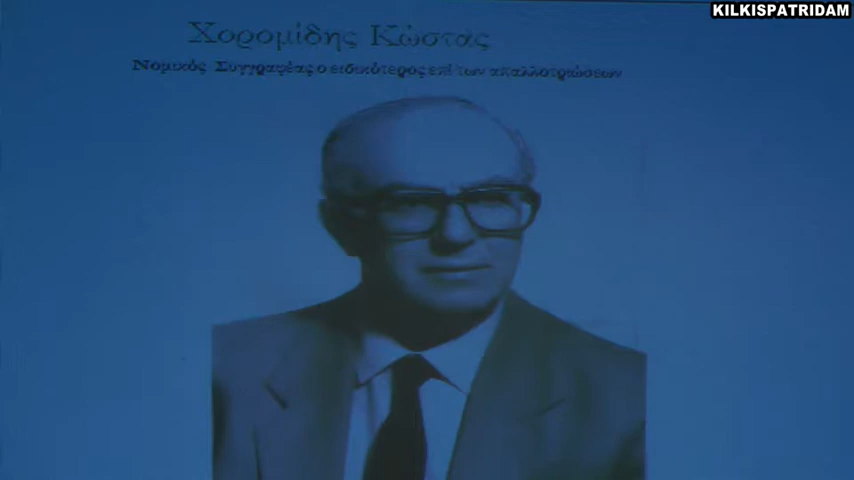 KILKISPATRIDAM
Χορομίδης Κώστας
Νομικός Συγγραφέας ο ειδικότερος επί των απαλλοτριώσεων